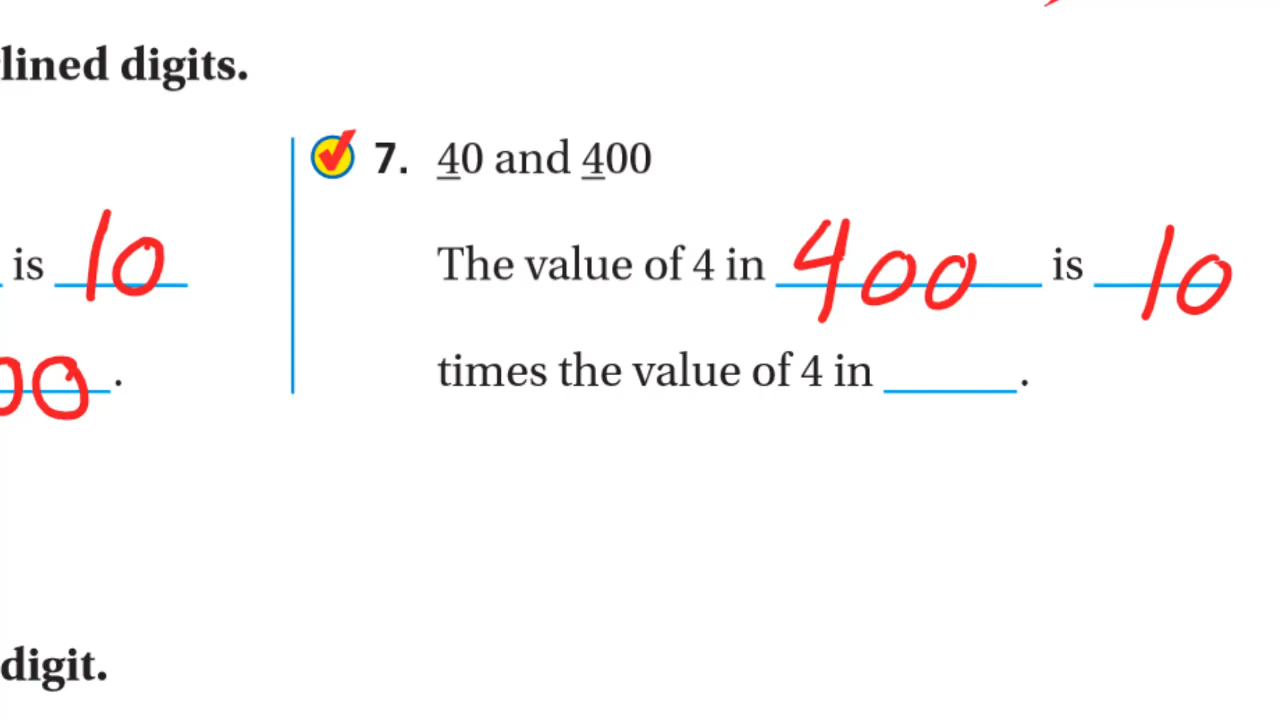 lined digits.
7. 40 and 400
is 10
The value of 4 in 400 is 10
00.
times the value of 4 in ______.
digit.